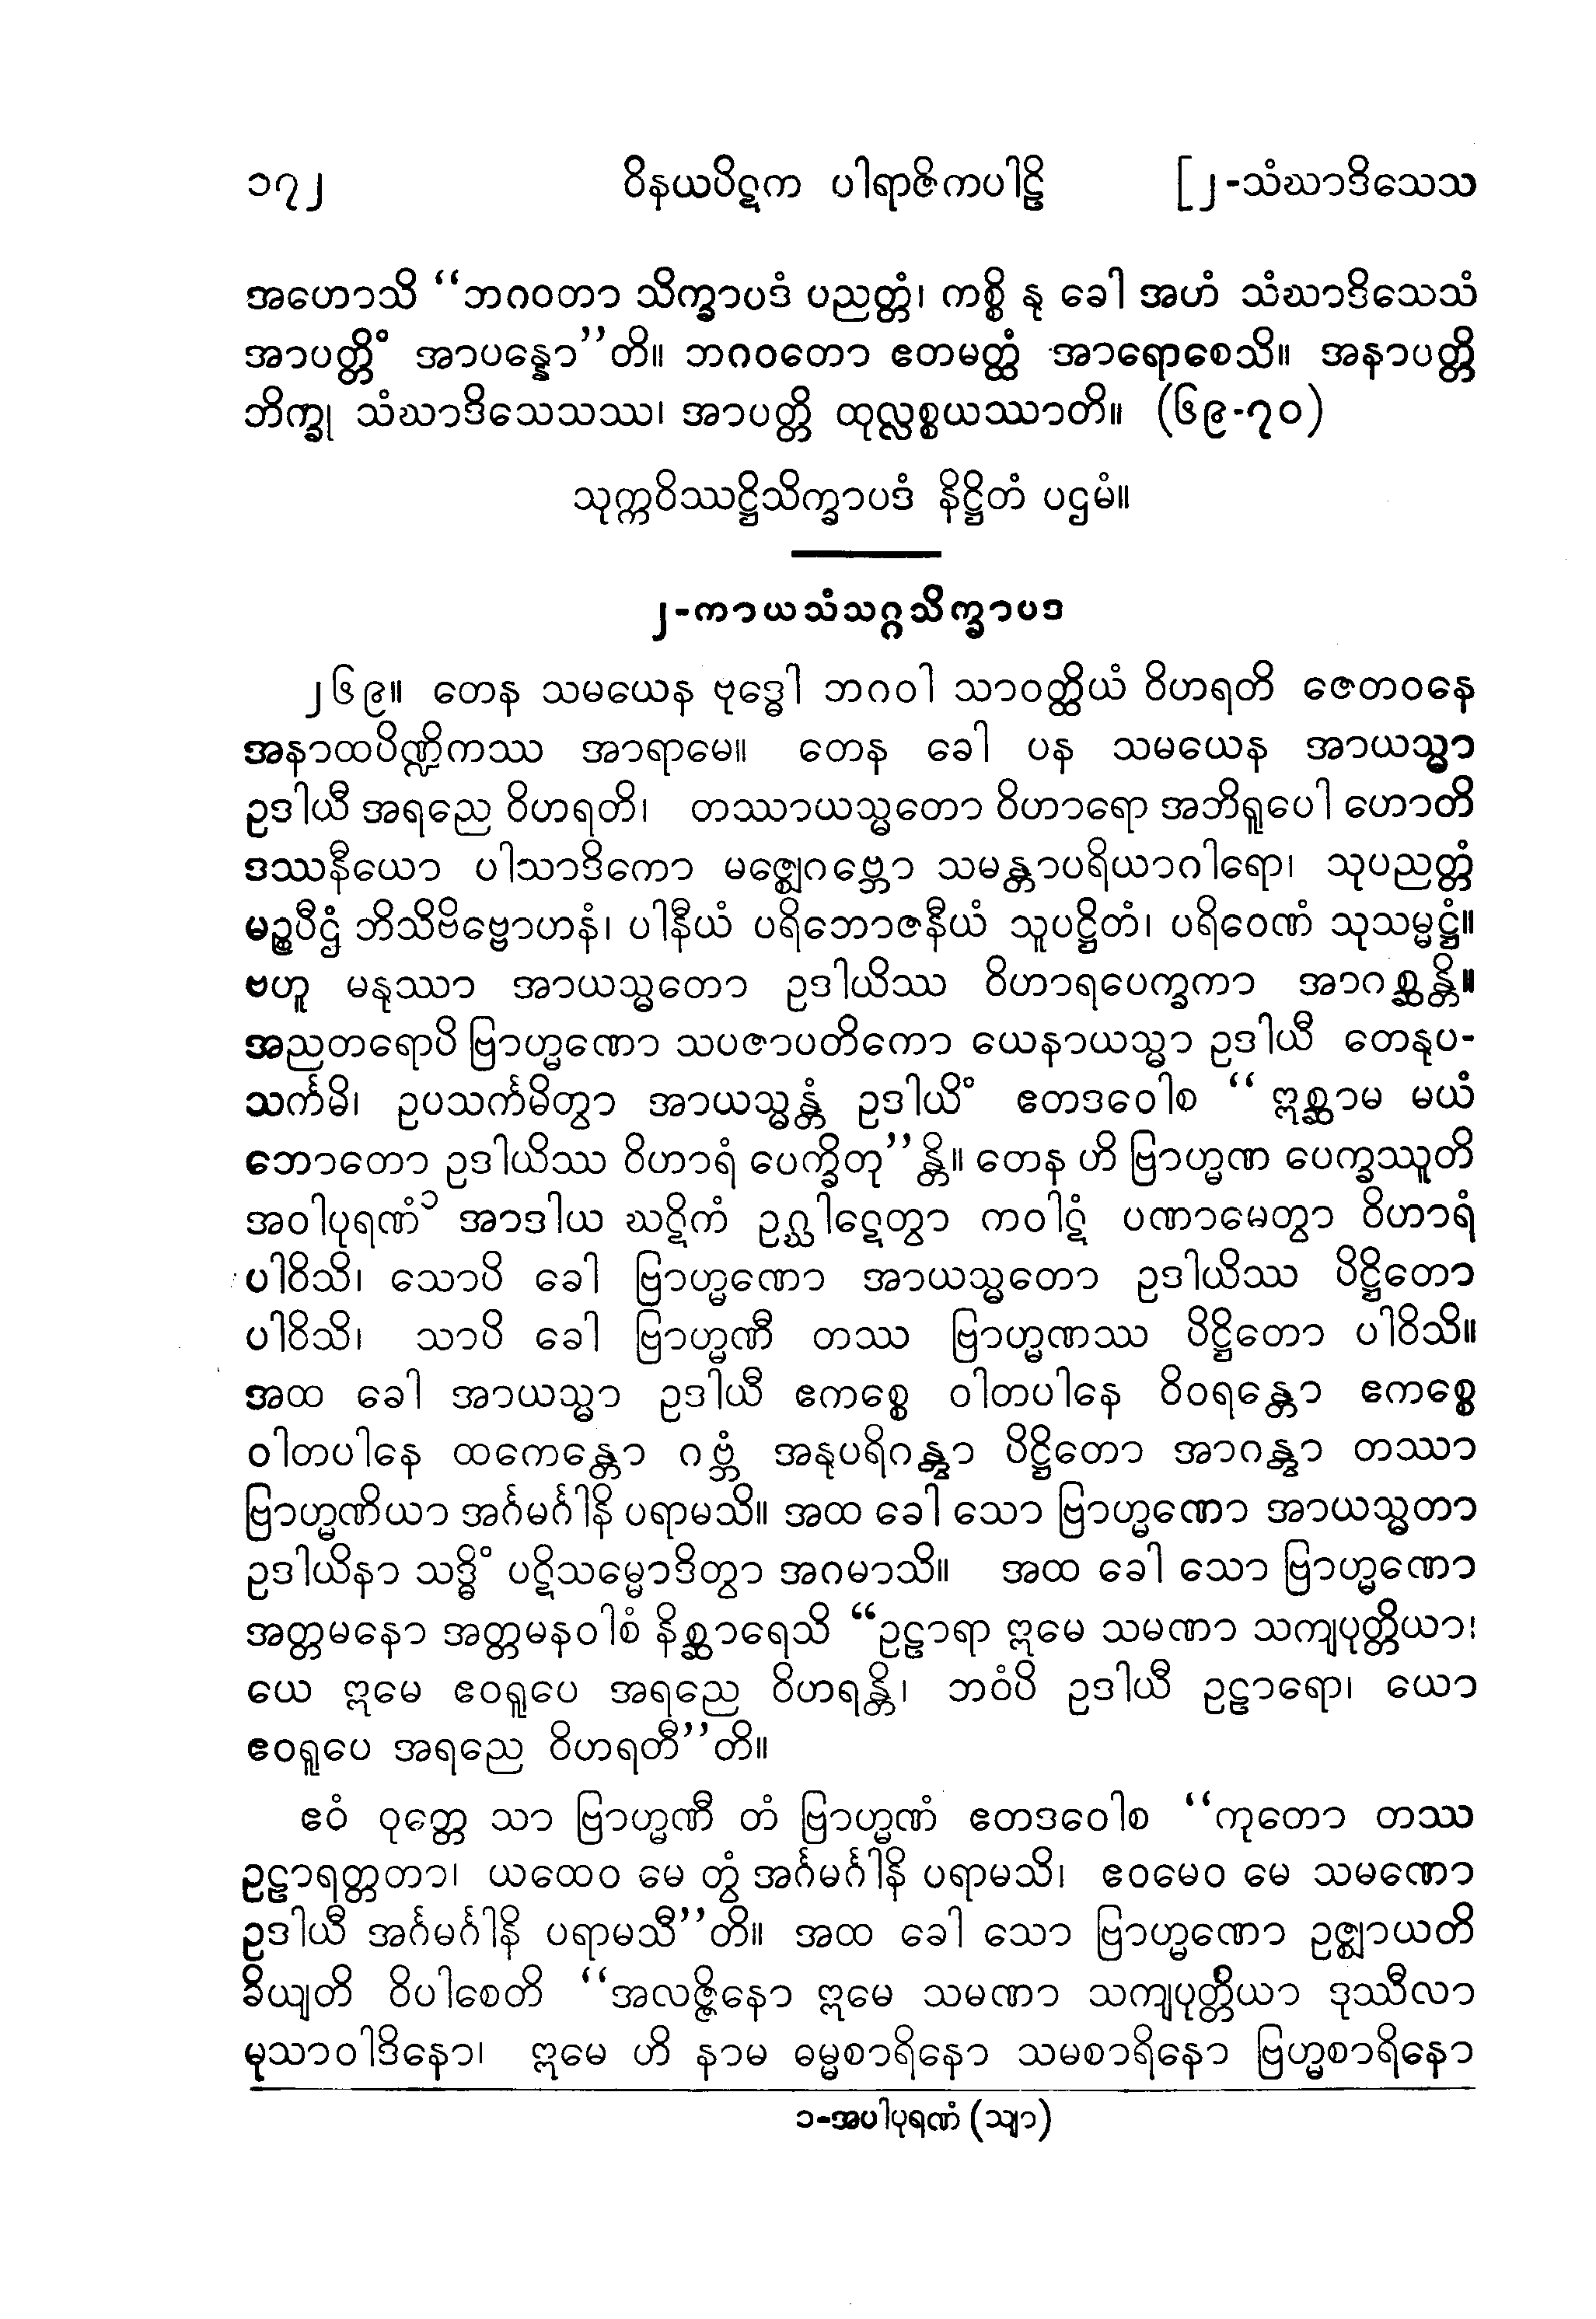 ၁၇၂ ဝိနယပိဋက ပါရာဇိကပါဠိ [၂-သံဃာဒိသေသ
အဟောသိ “ဘဂဝတာ သိက္ခာပဒံ ပညတ္တံ၊ ကစ္စိ နု ခေါ အဟံ သံဃာဒိသေသံ
အာပတ္တိံ အာပန္နော”တိ။ ဘဂဝတော ဧတမတ္ထံ အာရောစေသိ။ အနာပတ္တိ
ဘိက္ခု သံဃာဒိသေသဿ၊ အာပတ္တိ ထုလ္လစ္စယဿာတိ။ (၆၉-၇၀)
သုက္ကဝိဿဋ္ဌိသိက္ခာပဒံ နိဋ္ဌိတံ ပဌမံ။
၂-ကာယသံသဂ္ဂသိက္ခာပဒ
၂၆၉။ တေန သမယေန ဗုဒ္ဓေါ ဘဂဝါ သာဝတ္ထိယံ ဝိဟရတိ ဇေတဝနေ
အနာထပိဏ္ဍိကဿ အာရာမေ။ တေန ခေါ ပန သမယေန အာယသ္မာ
ဥဒါယီ အရညေ ဝိဟရတိ၊ တဿာယသ္မတော ဝိဟာရော အဘိရူပေါ ဟောတိ
ဒဿနီယော ပါသာဒိကော မဇ္ဈေဂဗ္ဘော သမန္တာပရိယာဂါရော၊ သုပညတ္တံ
မဉ္စပီဌံ ဘိသိဗိဗ္ဗောဟနံ၊ ပါနီယံ ပရိဘောဇနီယံ သူပဋ္ဌိတံ၊ ပရိဝေဏံ သုသမ္မဋ္ဌံ။
ဗဟူ မနုဿာ အာယသ္မတော ဥဒါယိဿ ဝိဟာရပေက္ခကာ အာဂစ္ဆန္တိ။
အညတရောပိ ဗြာဟ္မဏော သပဇာပတိကော ယေနာယသ္မာ ဥဒါယီ တေနုပ-
သင်္ကမိ၊ ဥပသင်္ကမိတွာ အာယသ္မန္တံ ဥဒါယိံ ဧတဒဝေါစ “ ဣစ္ဆာမ မယံ
ဘောတော ဥဒါယိဿ ဝိဟာရံ ပေက္ခိတု”န္တိ။ တေန ဟိ ဗြာဟ္မဏ ပေက္ခဿူတိ
အဝါပုရဏံ၁ အာဒါယ ဃဋိကံ ဥဂ္ဃါဋေတွာ ကဝါဋံ ပဏာမေတွာ ဝိဟာရံ
ပါဝိသိ၊ သောပိ ခေါ ဗြာဟ္မဏော အာယသ္မတော ဥဒါယိဿ ပိဋ္ဌိတော
ပါဝိသိ၊ သာပိ ခေါ ဗြာဟ္မဏီ တဿ ဗြာဟ္မဏဿ ပိဋ္ဌိတော ပါဝိသိ။
အထ ခေါ အာယသ္မာ ဥဒါယီ ဧကစ္စေ ဝါတပါနေ ဝိဝရန္တော ဧကစ္စေ
ဝါတပါနေ ထကေန္တော ဂဗ္ဘံ အနုပရိဂန္တွာ ပိဋ္ဌိတော အာဂန္တွာ တဿာ
ဗြာဟ္မဏိယာ အင်္ဂမင်္ဂါနိ ပရာမသိ။ အထ ခေါ သော ဗြာဟ္မဏော အာယသ္မတာ
ဥဒါယိနာ သဒ္ဓိံ ပဋိသမ္မောဒိတွာ အဂမာသိ။ အထ ခေါ သော ဗြာဟ္မဏော
အတ္တမနော အတ္တမနဝါစံ နိစ္ဆာရေသိ “ဥဠာရာ ဣမေ သမဏာ သကျပုတ္တိယာ၊
ယေ ဣမေ ဧဝရူပေ အရညေ ဝိဟရန္တိ၊ ဘဝံပိ ဥဒါယီ ဥဠာရော၊ ယော
ဧဝရူပေ အရညေ ဝိဟရတီ”တိ။
ဧဝံ ဝုတ္တေ သာ ဗြာဟ္မဏီ တံ ဗြာဟ္မဏံ ဧတဒဝေါစ “ကုတော တဿ
ဥဠာရတ္တတာ၊ ယထေဝ မေ တွံ အင်္ဂမင်္ဂါနိ ပရာမသိ၊ ဧဝမေဝ မေ သမဏော
ဥဒါယီ အင်္ဂမင်္ဂါနိ ပရာမသီ”တိ။ အထ ခေါ သော ဗြာဟ္မဏော ဥဇ္ဈာယတိ
ခိယျတိ ဝိပါစေတိ “အလဇ္ဇိနော ဣမေ သမဏာ သကျပုတ္တိယာ ဒုဿီလာ
မုသာဝါဒိနော၊ ဣမေ ဟိ နာမ ဓမ္မစာရိနော သမစာရိနော ဗြဟ္မစာရိနော
၁-အပါပုရဏံ (သျာ)